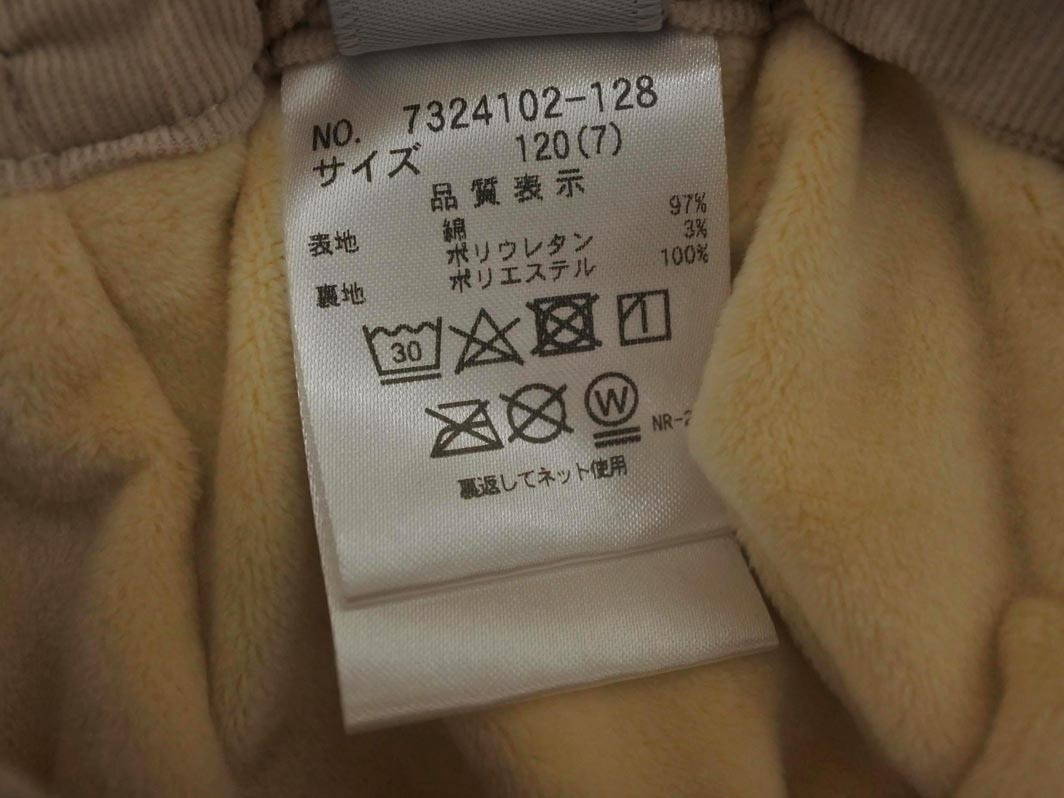 NO. 7324102-128
サイズ 120(7)
品質表示
表地 綿 97%
ポリウレタン 3%
裏地 ポリエステル 100%
30
W NR-2
裏返してネット使用